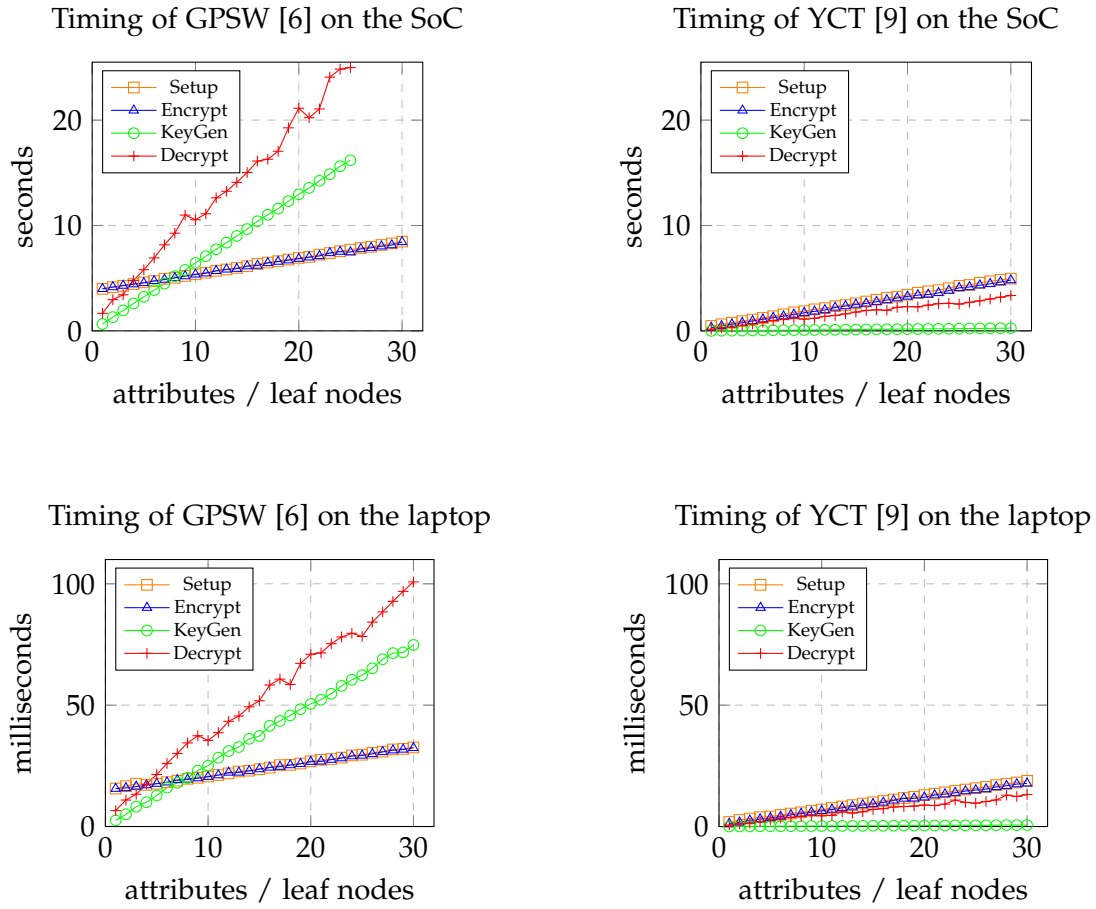 Timing of GPSW [6] on the SoC
Setup
Encrypt
KeyGen
Decrypt
20
10
0
seconds
0 10 20 30
attributes / leaf nodes
Timing of YCT [9] on the SoC
Setup
Encrypt
KeyGen
Decrypt
20
10
0
seconds
0 10 20 30
attributes / leaf nodes
Timing of GPSW [6] on the laptop
Setup
Encrypt
KeyGen
Decrypt
100
50
0
milliseconds
0 10 20 30
attributes / leaf nodes
Timing of YCT [9] on the laptop
Setup
Encrypt
KeyGen
Decrypt
100
50
0
milliseconds
0 10 20 30
attributes / leaf nodes